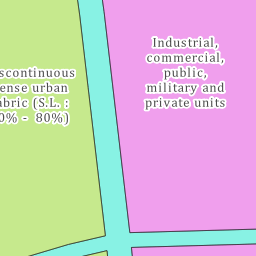 Industrial,
commercial,
public,
military and
private units
scontinuous
ense urban
abric (S.L. :
0% - 80%)